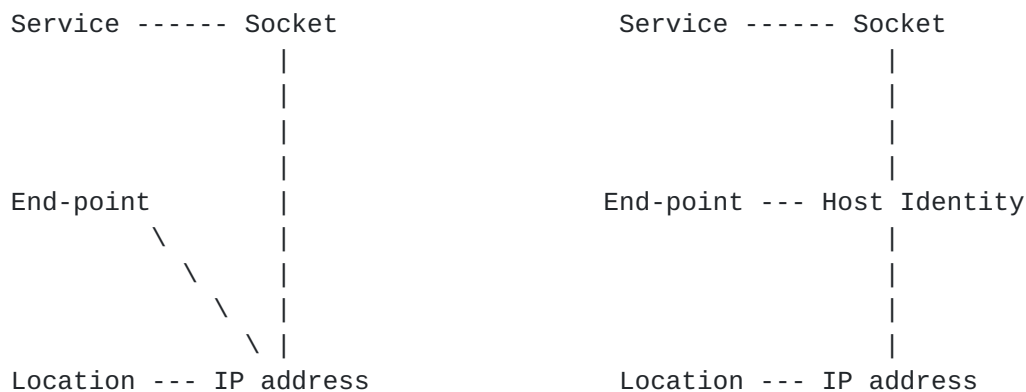 Service ------ Socket                  Service ------ Socket
                 |                                      |
                 |                                      |
                 |                                      |
                 |                                      |
End-point        |                    End-point --- Host Identity
         \       |                                      |
           \     |                                      |
             \   |                                      |
               \ |                                      |
Location --- IP address                Location --- IP address